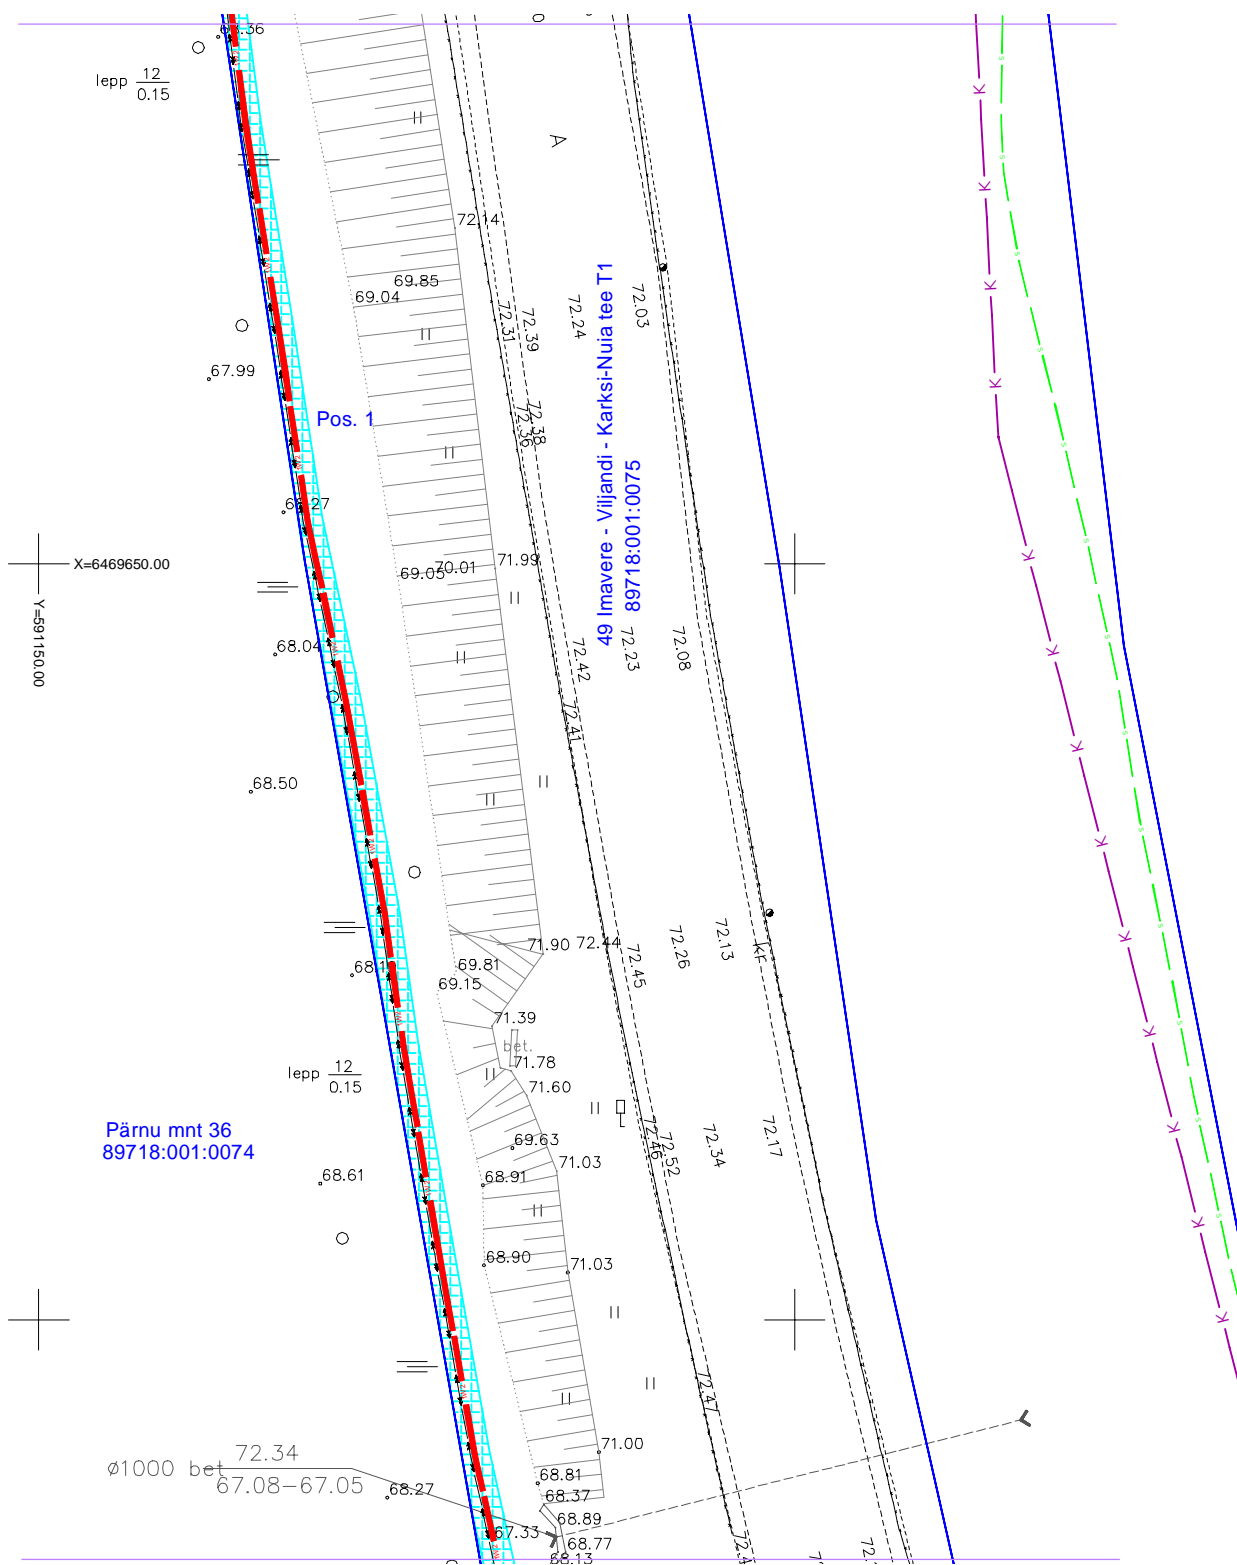 lepp 12
0.15
A
72.14
69.85
69.04
72.31
72.39
72.24
72.03
67.99
Pos. 1
72.36
72.38
49 Imavere - Viljandi - Karksi-Nuia tee T1
89718:001:0075
X=6469650.00
Y=591150.00
69.05
70.01
71.99
68.04
72.42
72.23
72.08
72.41
68.50
71.90
72.44
72.45
72.26
72.13
kr
69.81
69.15
71.39
bet.
71.78
71.60
lepp 12
0.15
Pärnu mnt 36
89718:001:0074
69.63
72.46
72.52
72.34
72.17
71.03
68.61
68.91
68.90
71.03
72.47
71.00
72.34
Ø1000 bet
67.08-67.05
68.27
68.81
68.37
68.89
67.33
68.77
68.13
K
K
K
K
K
K
K
K
K
K
K
K
K
K